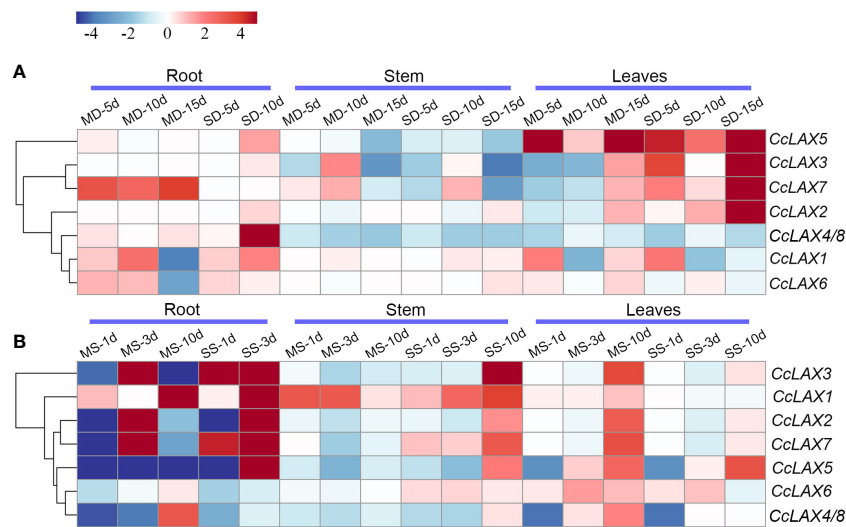 -4 -2 0 2 4
A
Root Stem Leaves
MD-5d MD-10d MD-15d SD-5d SD-10d MD-5d MD-10d MD-15d SD-5d SD-10d SD-15d MD-5d MD-10d MD-15d SD-5d SD-10d SD-15d
CcLAX5
CcLAX3
CcLAX7
CcLAX2
CcLAX4/8
CcLAX1
CcLAX6
Root Stem Leaves
B
MS-1d MS-3d MS-10d SS-1d SS-3d MS-1d MS-3d MS-10d SS-1d SS-3d SS-10d MS-1d MS-3d MS-10d SS-1d SS-3d SS-10d
CcLAX3
CcLAX1
CcLAX2
CcLAX7
CcLAX5
CcLAX6
CcLAX4/8